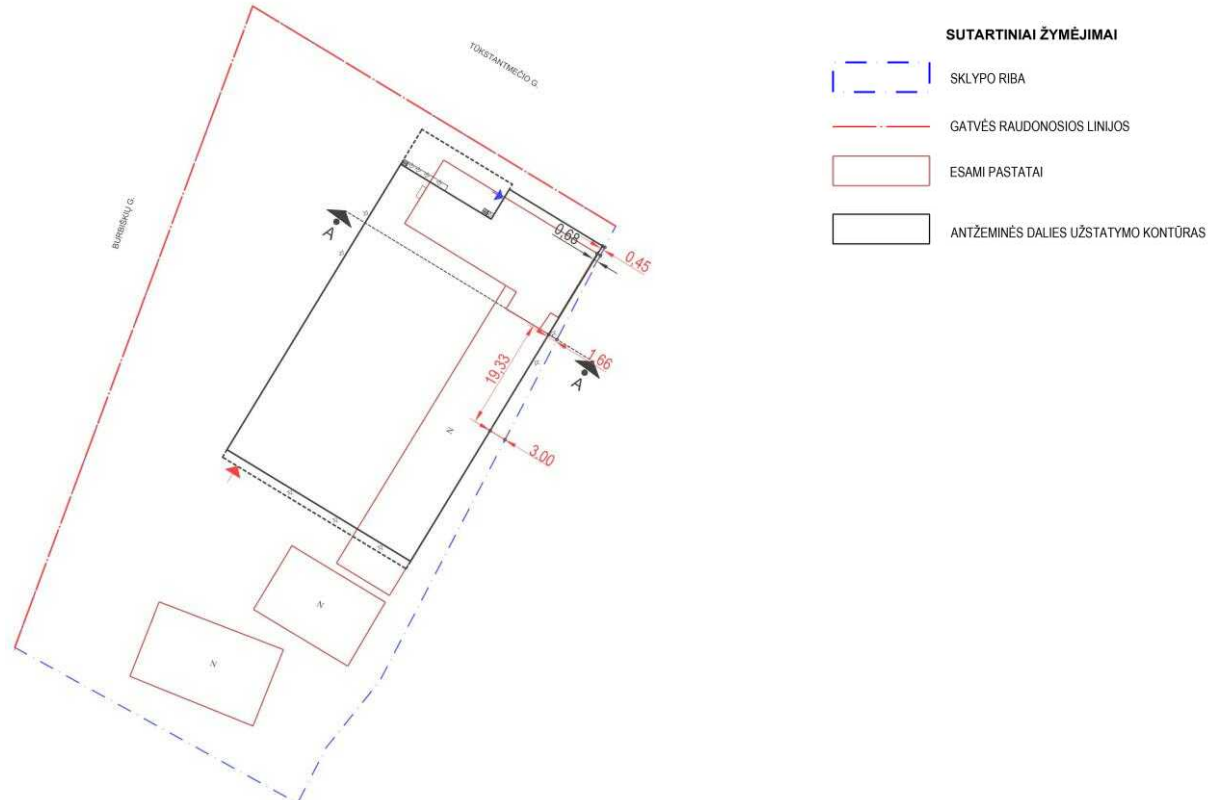 TŪKSTANTMEČIO G.
BURBIŠKIŲ G.
A
0,68
0,45
1,66
A
19,33
3,00
N
N
N
SUTARTINIAI ŽYMĖJIMAI
SKLYPO RIBA
GATVĖS RAUDONOSIOS LINIJOS
ESAMI PASTATAI
ANTŽEMINĖS DALIES UŽSTATYMO KONTŪRAS